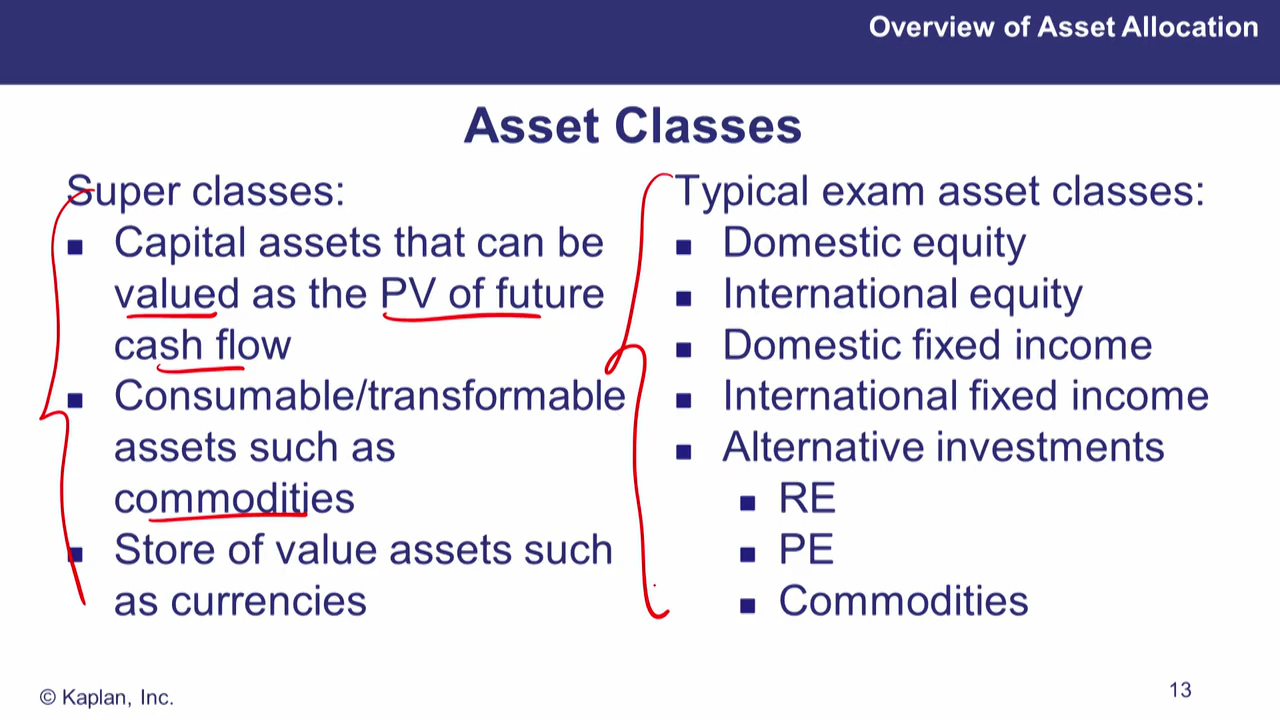 Overview of Asset Allocation
Asset Classes
Super classes:
■ Capital assets that can be
valued as the PV of future
cash flow
■ Consumable/transformable
assets such as
commodities
■ Store of value assets such
as currencies
Typical exam asset classes:
■ Domestic equity
■ International equity
■ Domestic fixed income
■ International fixed income
■ Alternative investments
■ RE
■ PE
■ Commodities
© Kaplan, Inc.
13